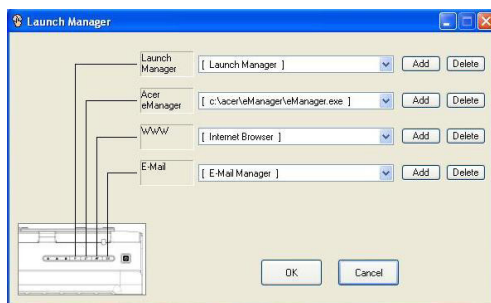 Launch Manager
Launch
Manager
[ Launch Manager ]
Add
Delete
Acer
eManager
[ c:\acer\eManager\eManager.exe ]
Add
Delete
WWW
[ Internet Browser ]
Add
Delete
E-Mail
[ E-Mail Manager ]
Add
Delete
OK
Cancel